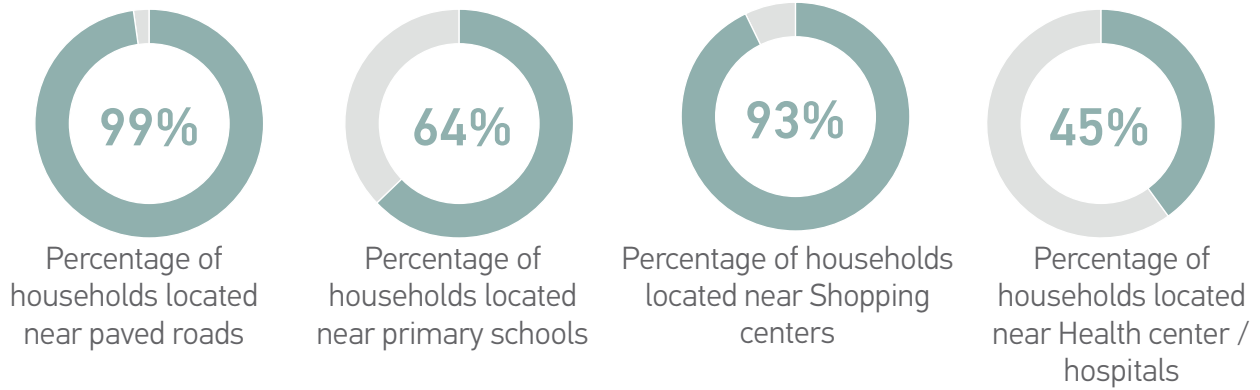 99%
Percentage of
households located
near paved roads
64%
Percentage of
households located
near primary schools
93%
Percentage of households
located near Shopping
centers
45%
Percentage of
households located
near Health center /
hospitals